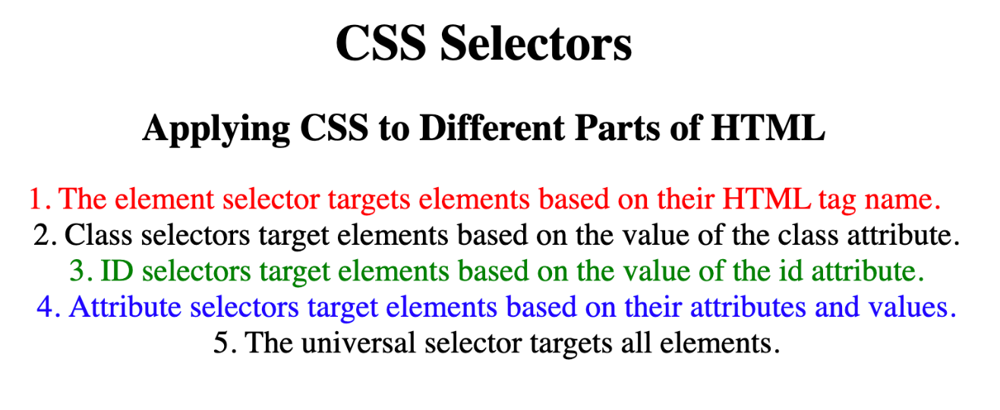 CSS Selectors
Applying CSS to Different Parts of HTML
1. The element selector targets elements based on their HTML tag name.
2. Class selectors target elements based on the value of the class attribute.
3. ID selectors target elements based on the value of the id attribute.
4. Attribute selectors target elements based on their attributes and values.
5. The universal selector targets all elements.